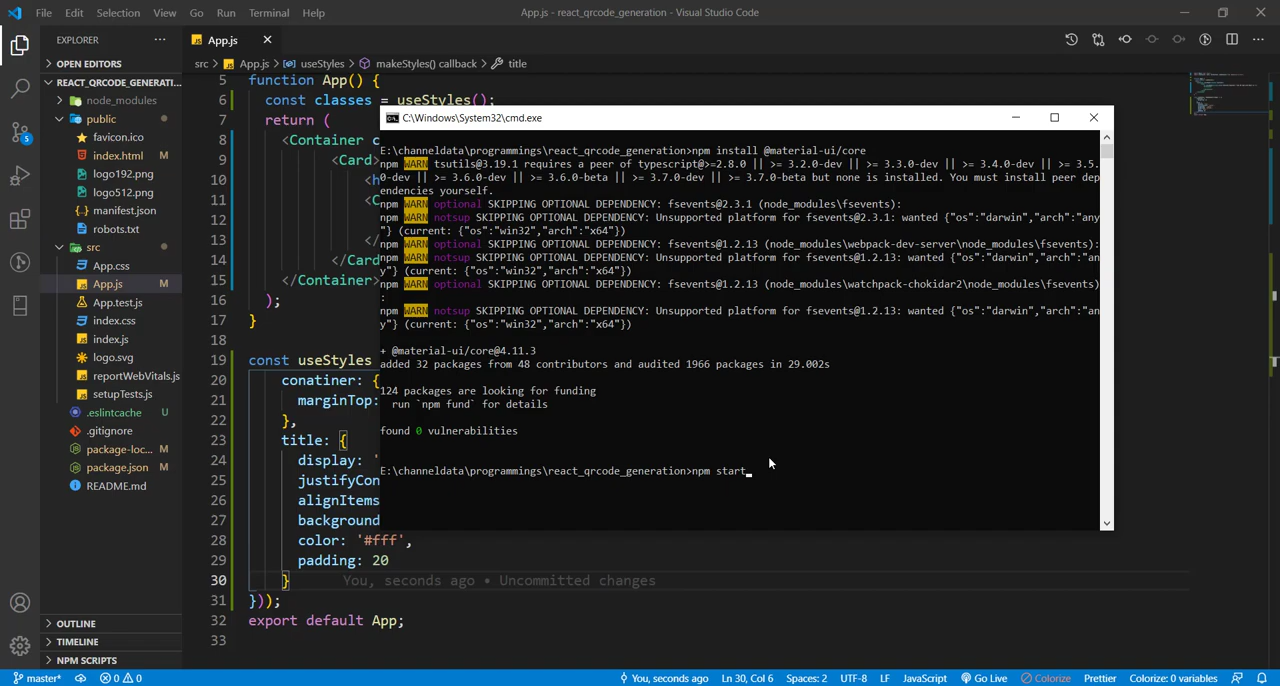 File Edit Selection View Go Run Terminal Help
App.js - react_qrcode_generation - Visual Studio Code
EXPLORER ···
App.js ×
OPEN EDITORS
src > App.js > useStyles > makeStyles() callback > title
REACT_QRCODE_GENERATI...
node_modules
public
favicon.ico
index.html M
logo192.png
logo512.png
manifest.json
robots.txt
src
App.css
App.js M
App.test.js
index.css
index.js
logo.svg
reportWebVitals.js
setupTests.js
.eslintcache U
.gitignore
package-loc... M
package.json M
README.md
OUTLINE
TIMELINE
NPM SCRIPTS
5
5 function App() {
6 const classes = useStyles();
7 return (
8 <Container c
9 <Card>
10 <h
11 <C
12
13 </
14 </Card
15 </Container>
16 );
17 }
18
19 const useStyles
20 conatiner: {
21 marginTop:
22 },
23 title: {
24 display: '
25 justifyCon
26 alignItems
27 background
28 color: '#fff',
29 padding: 20
30 } You, seconds ago • Uncommitted changes
31 }));
32 export default App;
33
C:\Windows\System32\cmd.exe
E:\channeldata\programmings\react_qrcode_generation>npm install @material-ui/core
npm WARN tsutils@3.19.1 requires a peer of typescript@>=2.8.0 || >= 3.2.0-dev || >= 3.3.0-dev || >= 3.4.0-dev || >= 3.5.
0-dev || >= 3.6.0-dev || >= 3.6.0-beta || >= 3.7.0-dev || >= 3.7.0-beta but none is installed. You must install peer dep
endencies yourself.
npm WARN optional SKIPPING OPTIONAL DEPENDENCY: fsevents@2.3.1 (node_modules\fsevents):
npm WARN notsup SKIPPING OPTIONAL DEPENDENCY: Unsupported platform for fsevents@2.3.1: wanted {"os":"darwin","arch":"any
"} (current: {"os":"win32","arch":"x64"})
npm WARN optional SKIPPING OPTIONAL DEPENDENCY: fsevents@1.2.13 (node_modules\webpack-dev-server\node_modules\fsevents):
npm WARN notsup SKIPPING OPTIONAL DEPENDENCY: Unsupported platform for fsevents@1.2.13: wanted {"os":"darwin","arch":"an
y"} (current: {"os":"win32","arch":"x64"})
npm WARN optional SKIPPING OPTIONAL DEPENDENCY: fsevents@1.2.13 (node_modules\watchpack-chokidar2\node_modules\fsevents)
:
npm WARN notsup SKIPPING OPTIONAL DEPENDENCY: Unsupported platform for fsevents@1.2.13: wanted {"os":"darwin","arch":"an
y"} (current: {"os":"win32","arch":"x64"})
+ @material-ui/core@4.11.3
added 32 packages from 48 contributors and audited 1966 packages in 29.002s
124 packages are looking for funding
run `npm fund` for details
found 0 vulnerabilities
E:\channeldata\programmings\react_qrcode_generation>npm start
master* 0 0 You, seconds ago Ln 30, Col 6 Spaces: 2 UTF-8 LF JavaScript Go Live Colorize Prettier Colorize: 0 variables